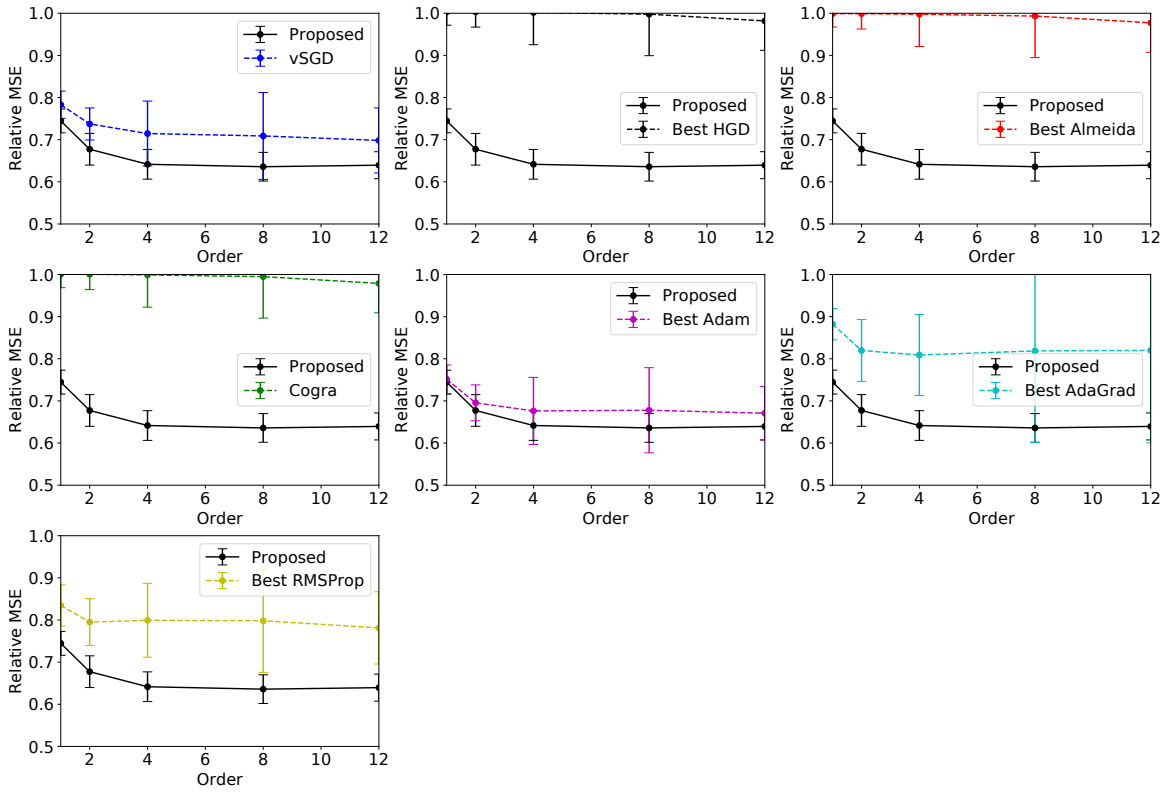 1.0
0.9
0.8
0.7
0.6
0.5
Relative MSE
Proposed
vSGD
2 4 6 8 10 12
Order
1.0
0.9
0.8
0.7
0.6
0.5
Relative MSE
Proposed
Best HGD
2 4 6 8 10 12
Order
1.0
0.9
0.8
0.7
0.6
0.5
Relative MSE
Proposed
Best Almeida
2 4 6 8 10 12
Order
1.0
0.9
0.8
0.7
0.6
0.5
Relative MSE
Proposed
Cogra
2 4 6 8 10 12
Order
1.0
0.9
0.8
0.7
0.6
0.5
Relative MSE
Proposed
Best Adam
2 4 6 8 10 12
Order
1.0
0.9
0.8
0.7
0.6
0.5
Relative MSE
Proposed
Best AdaGrad
2 4 6 8 10 12
Order
1.0
0.9
0.8
0.7
0.6
0.5
Relative MSE
Proposed
Best RMSProp
2 4 6 8 10 12
Order